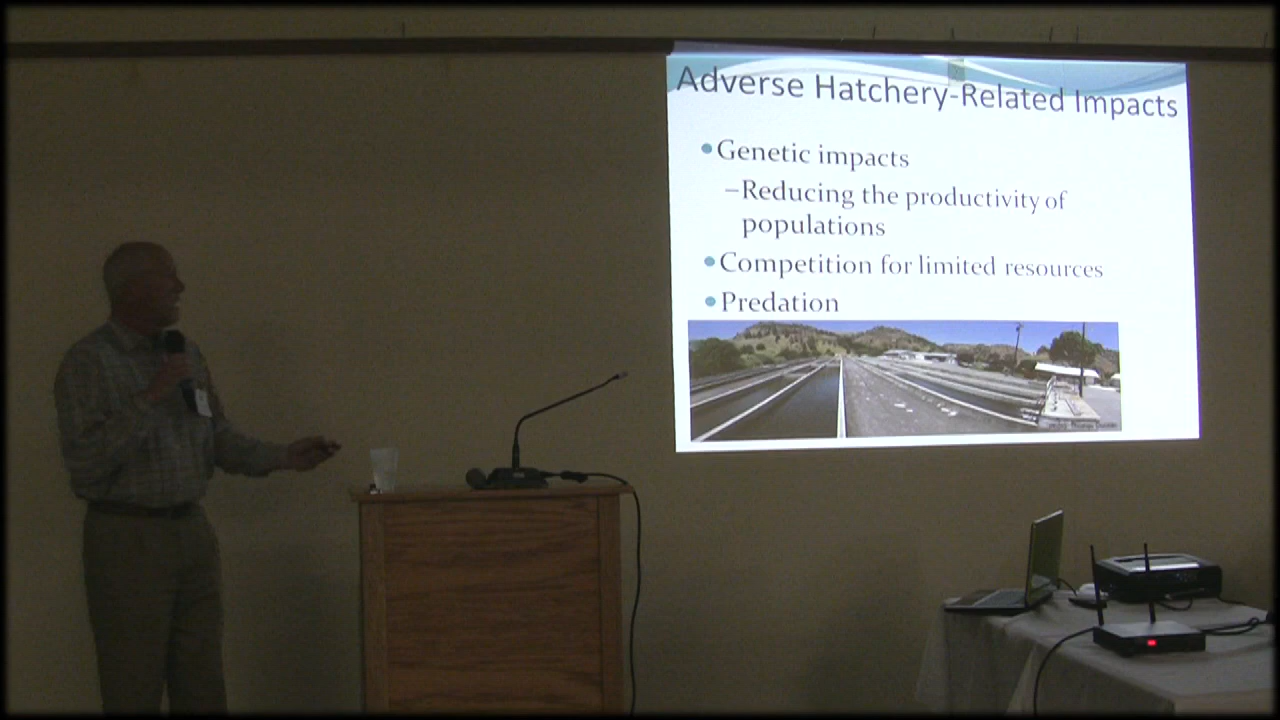 Adverse Hatchery-Related Impacts
•Genetic impacts
–Reducing the productivity of
populations
•Competition for limited resources
•Predation